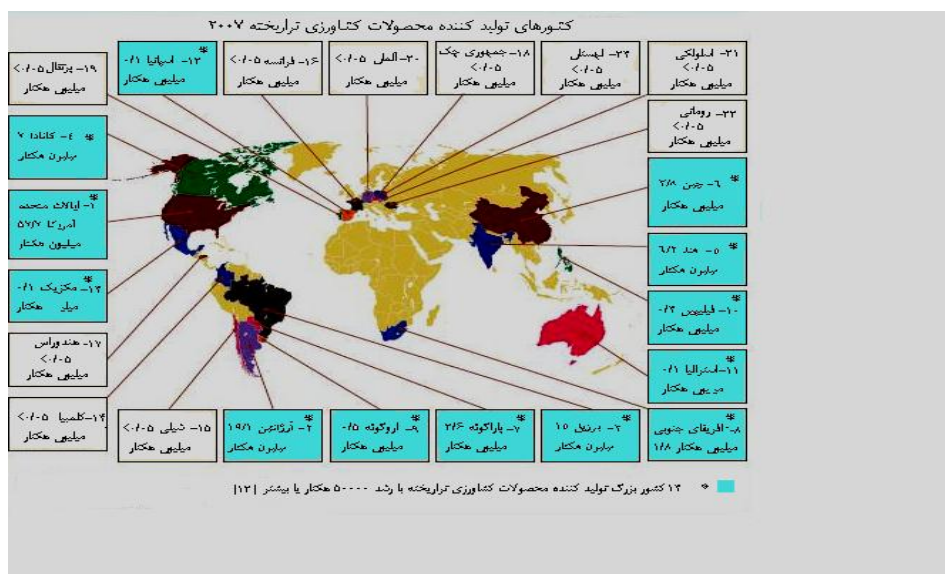 کشورهای تولید کننده محصولات کشاورزی تراریخته ۲۰۰۷
۲۱- اسلواکی
<۰/۰۵
میلیون هکتار
۲۳- لهستان
<۰/۰۵
میلیون هکتار
۱۸- جمهوری چک
<۰/۰۵
میلیون هکتار
۲۰- آلمان ۰/۰۵>
میلیون هکتار
۱۶- فرانسه ۰/۰۵>
میلیون هکتار
* ۱۲- اسپانیا ۰/۱
میلیون هکتار
۱۹- پرتقال ۰/۰۵>
میلیون هکتار
۲۲- رومانی
<۰/۰۵
میلیون هکتار
* ۴- کانادا ۷
میلیون هکتار
* ۶- چین ۳/۸
میلیون هکتار
* ۱- ایالات متحده
آمریکا ۵۷/۷
میلیون هکتار
* ۵- هند ۶/۲
میلیون هکتار
* ۱۳- مکزیک ۰/۱
هکتار
* ۱۰- فیلیپین ۰/۳
میلیون هکتار
۱۷- هندوراس
<۰/۰۵
میلیون هکتار
* ۱۱- استرالیا ۰/۱
میلیون هکتار
* ۸- افریقای جنوبی
۱/۸ میلیون هکتار
* ۳- برزیل ۱۵
میلیون هکتار
* ۷- پاراگوئه ۲/۶
میلیون هکتار
* ۹- اروگوئه ۰/۵
میلیون هکتار
* ۲- آرژانتین ۱۹/۱
میلیون هکتار
۱۵- شیلی ۰/۰۵>
میلیون هکتار
۱۴- کلمبیا ۰/۰۵>
میلیون هکتار
* ۱۳ کشور بزرگ تولید کننده محصولات کشاورزی تراریخته با رشد ۵۰۰۰۰ هکتار یا بیشتر [۱۳]